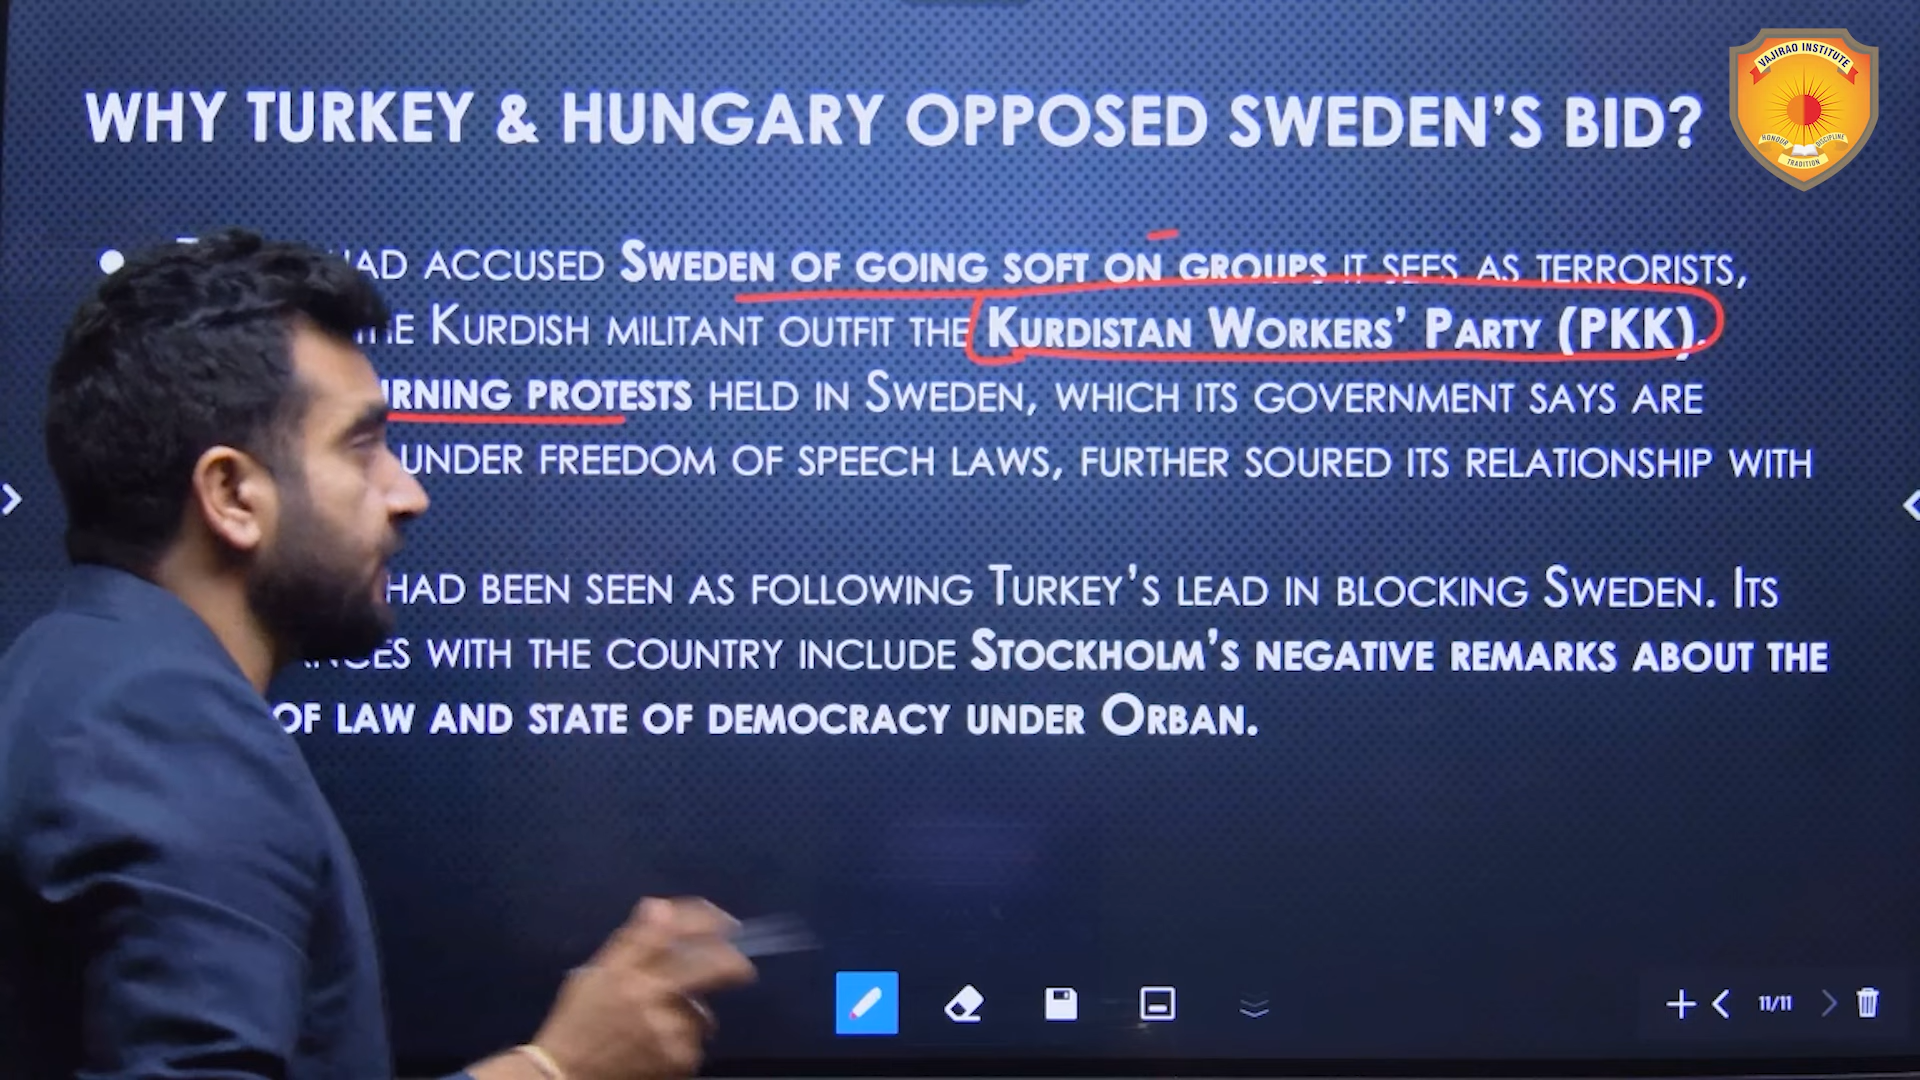 WHY TURKEY & HUNGARY OPPOSED SWEDEN'S BID?
VAJIRAO INSTITUTE
HONOUR DISCIPLINE
TRADITION
HAD ACCUSED SWEDEN OF GOING SOFT ON GROUPS IT SEES AS TERRORISTS,
KURDISH MILITANT OUTFIT THE KURDISTAN WORKERS' PARTY (PKK).
PROTESTS HELD IN SWEDEN, WHICH ITS GOVERNMENT SAYS ARE
UNDER FREEDOM OF SPEECH LAWS, FURTHER SOURED ITS RELATIONSHIP WITH
HAD BEEN SEEN AS FOLLOWING TURKEY'S LEAD IN BLOCKING SWEDEN. ITS
WITH THE COUNTRY INCLUDE STOCKHOLM'S NEGATIVE REMARKS ABOUT THE
OF LAW AND STATE OF DEMOCRACY UNDER ORBAN.
11/11